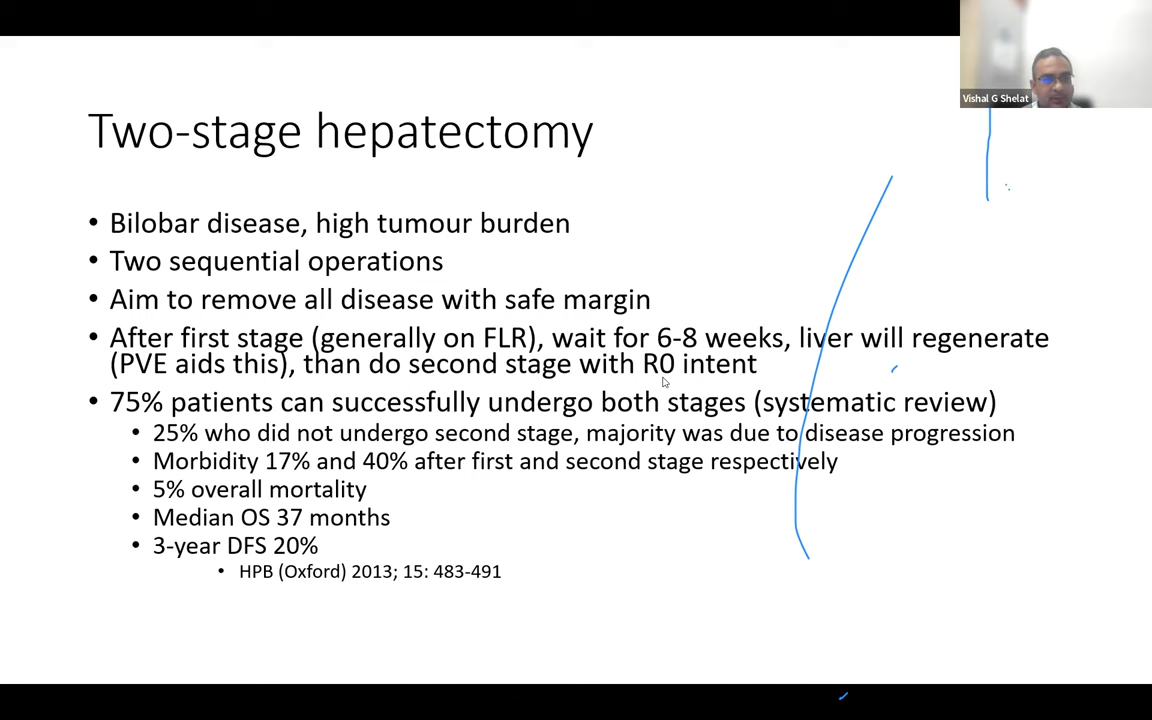 Vishal G Shelat
Two-stage hepatectomy
• Bilobar disease, high tumour burden
• Two sequential operations
• Aim to remove all disease with safe margin
• After first stage (generally on FLR), wait for 6-8 weeks, liver will regenerate
(PVE aids this), than do second stage with R0 intent
• 75% patients can successfully undergo both stages (systematic review)
• 25% who did not undergo second stage, majority was due to disease progression
• Morbidity 17% and 40% after first and second stage respectively
• 5% overall mortality
• Median OS 37 months
• 3-year DFS 20%
• HPB (Oxford) 2013; 15: 483-491